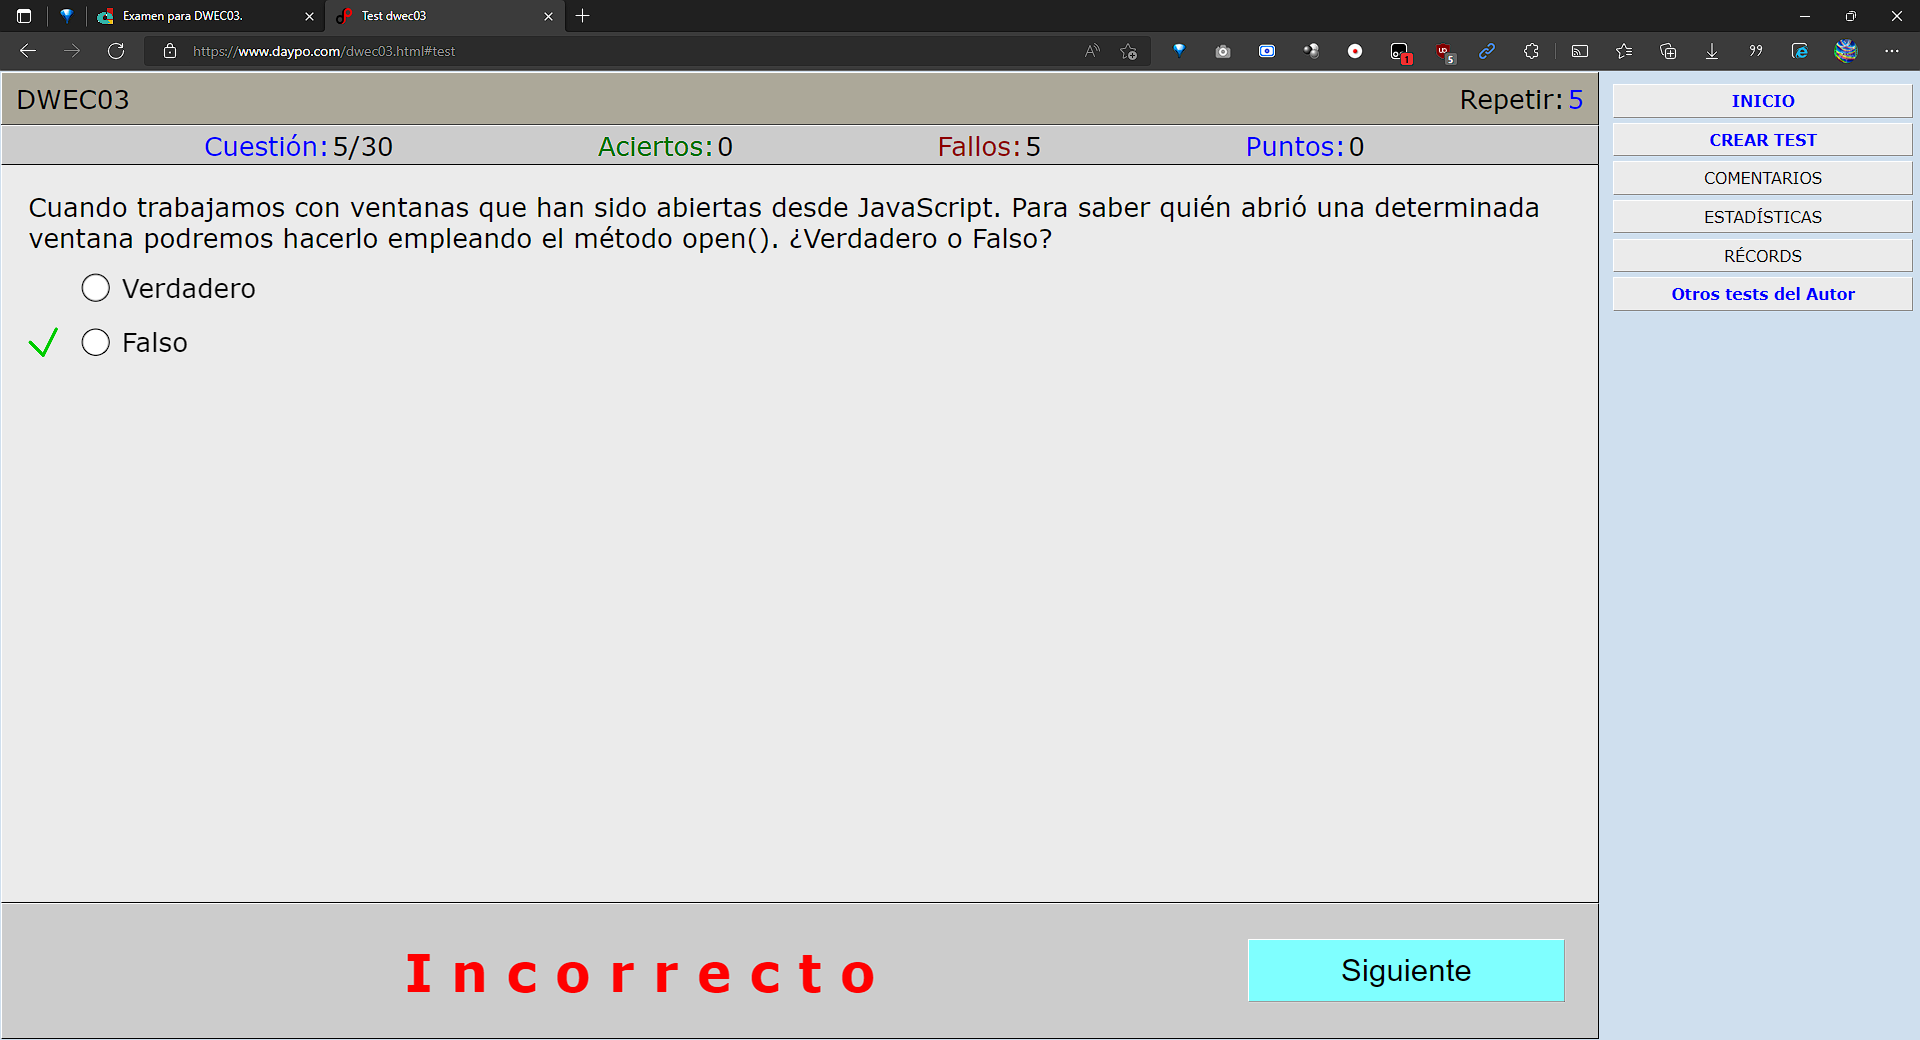 Examen para DWEC03.
Test dwec03
https://www.daypo.com/dwec03.html#test
1
5
DWEC03
Repetir: 5
Cuestión: 5/30
Aciertos: 0
Fallos: 5
Puntos: 0
Cuando trabajamos con ventanas que han sido abiertas desde JavaScript. Para saber quién abrió una determinada
ventana podremos hacerlo empleando el método open(). ¿Verdadero o Falso?
Verdadero
Falso
Incorrecto
Siguiente
INICIO
CREAR TEST
COMENTARIOS
ESTADÍSTICAS
RÉCORDS
Otros tests del Autor